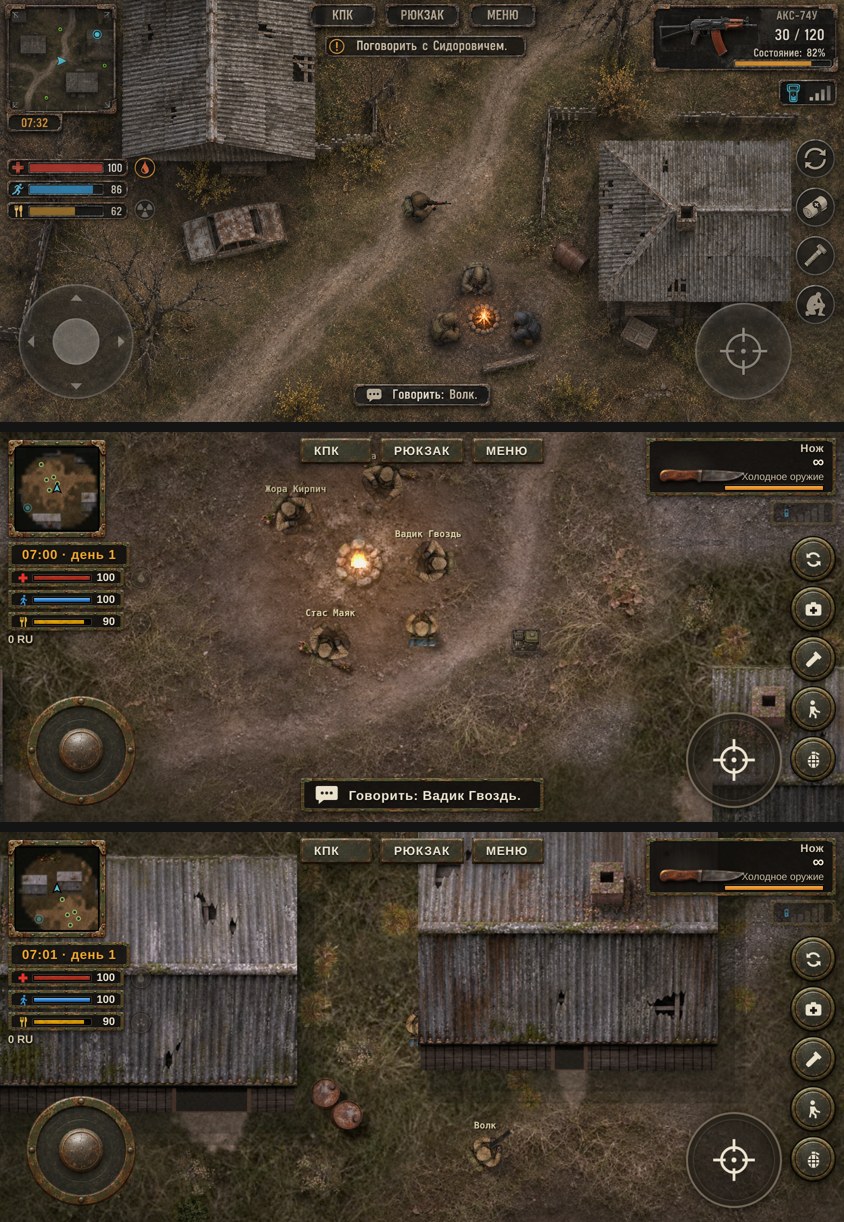 КПК
РЮКЗАК
МЕНЮ
Поговорить с Сидоровичем.
АКС-74У
30 / 120
Состояние: 82%
07:32
100
86
62
Говорить: Волк.
КПК
РЮКЗАК
МЕНЮ
Нож
∞
Холодное оружие
Жора Кирпич
Вадик Гвоздь
Стас Маяк
07:00 · день 1
100
100
90
0 RU
Говорить: Вадик Гвоздь.
КПК
РЮКЗАК
МЕНЮ
Нож
∞
Холодное оружие
07:01 · день 1
100
100
90
0 RU
Волк